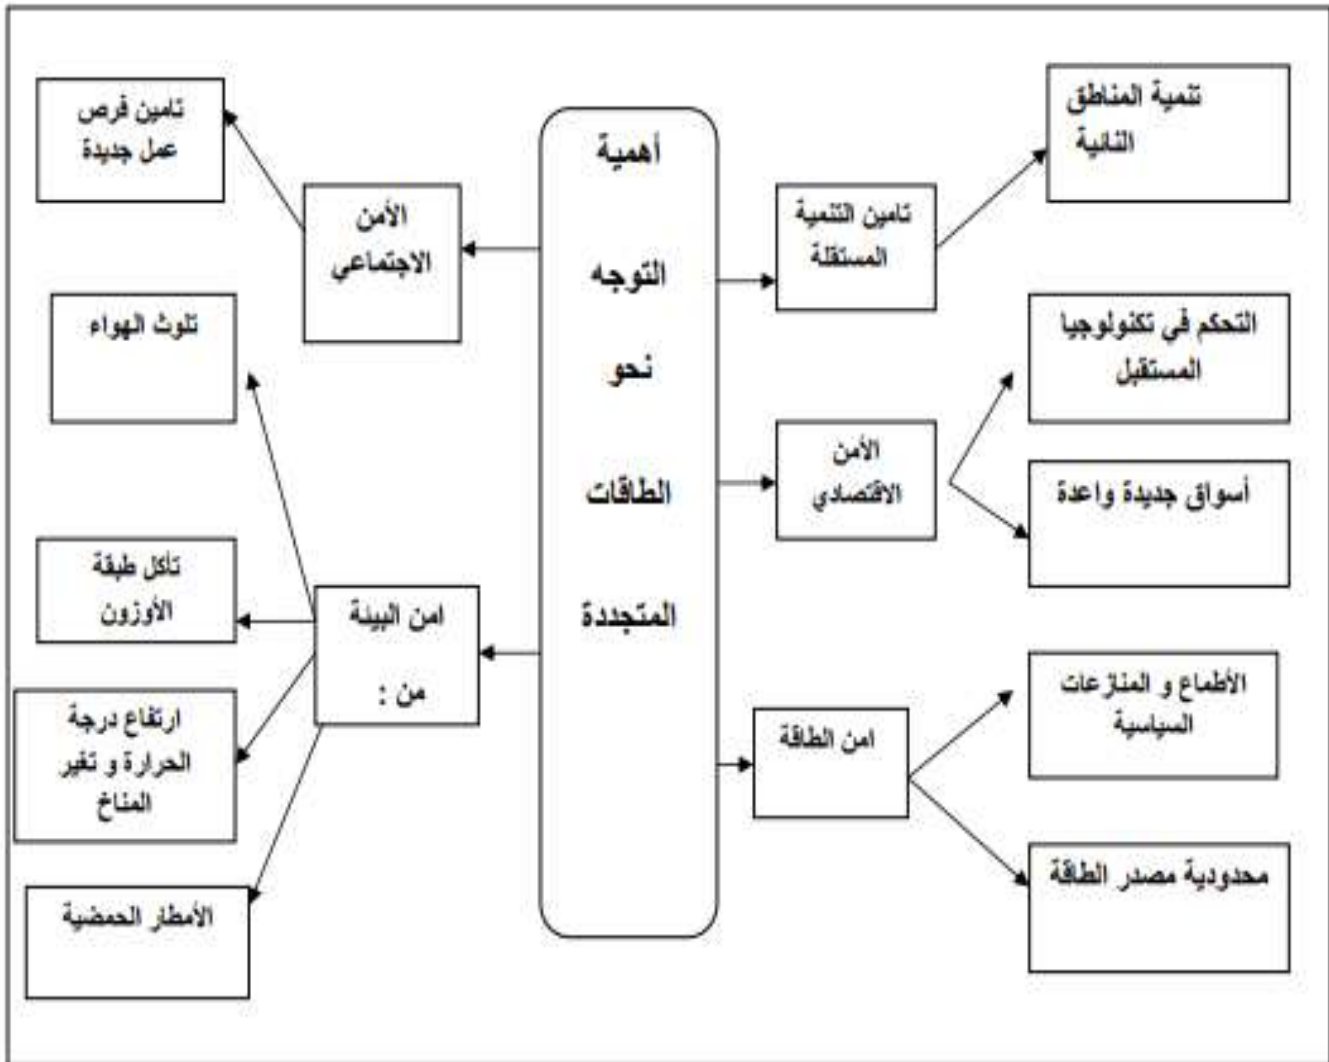 أهمية
التوجه
نحو
الطاقات
المتجددة
تامين التنمية
المستقلة
تنمية المناطق
النائية
الأمن
الاقتصادي
التحكم في تكنولوجيا
المستقبل
أسواق جديدة واعدة
امن الطاقة
الأطماع و المنازعات
السياسية
محدودية مصدر الطاقة
الأمن
الاجتماعي
تامين فرص
عمل جديدة
امن البيئة
من :
تلوث الهواء
تأكل طبقة
الأوزون
ارتفاع درجة
الحرارة و تغير
المناخ
الأمطار الحمضية